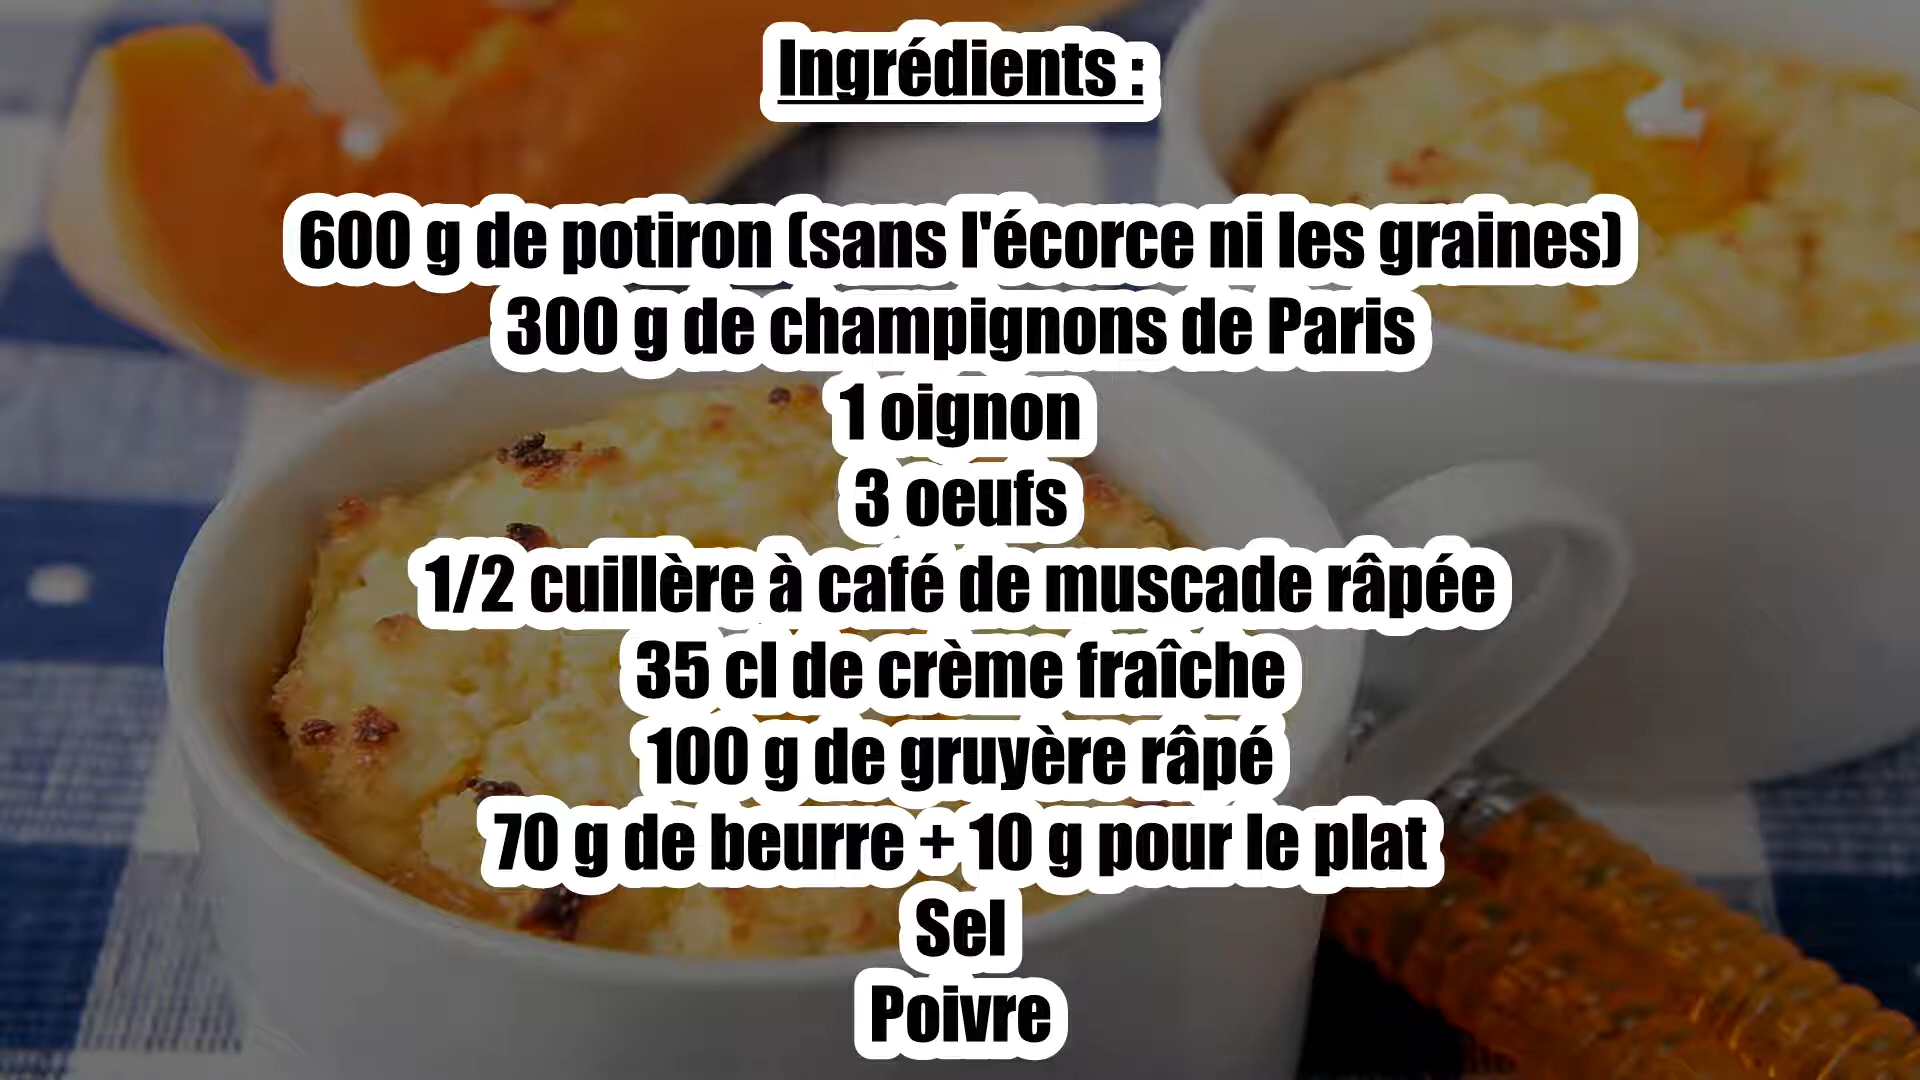 Ingrédients :
600 g de potiron (sans l'écorce ni les graines)
300 g de champignons de Paris
1 oignon
3 oeufs
1/2 cuillère à café de muscade râpée
35 cl de crème fraîche
100 g de gruyère râpé
70 g de beurre + 10 g pour le plat
Sel
Poivre